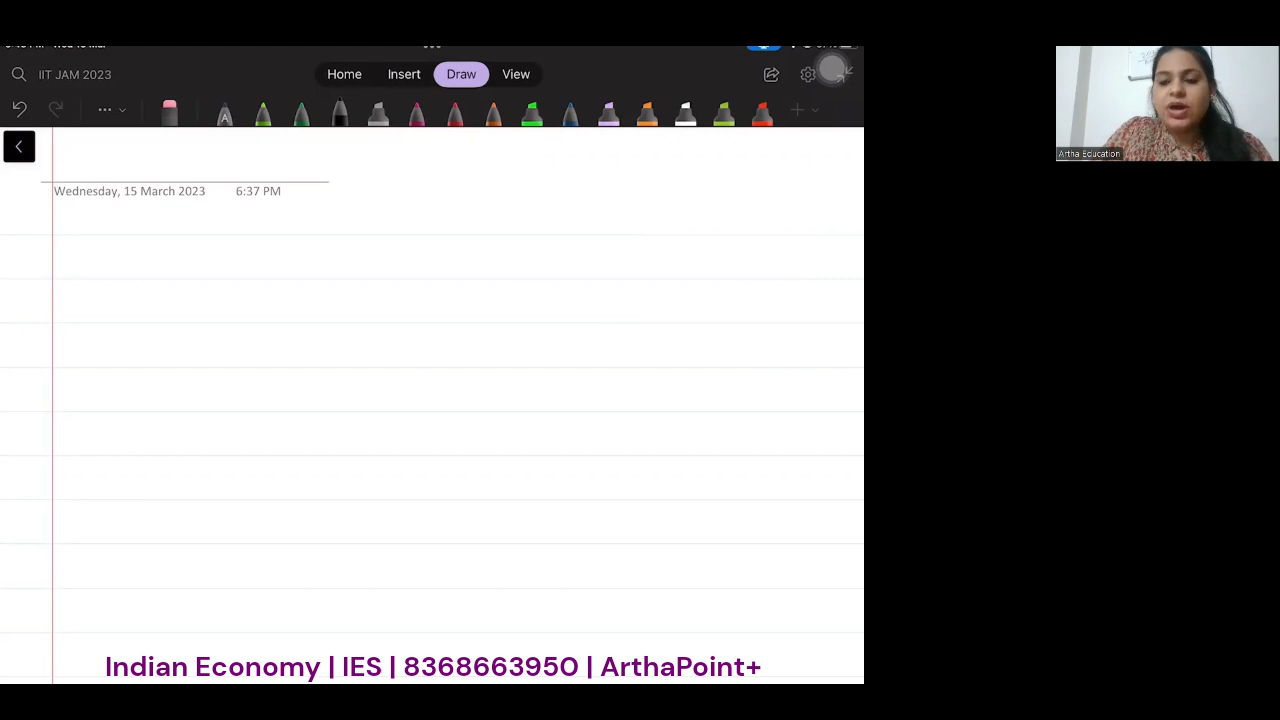 IIT JAM 2023
Home Insert Draw View
A
Wednesday, 15 March 2023 6:37 PM
Artha Education
Indian Economy | IES | 8368663950 | ArthaPoint+